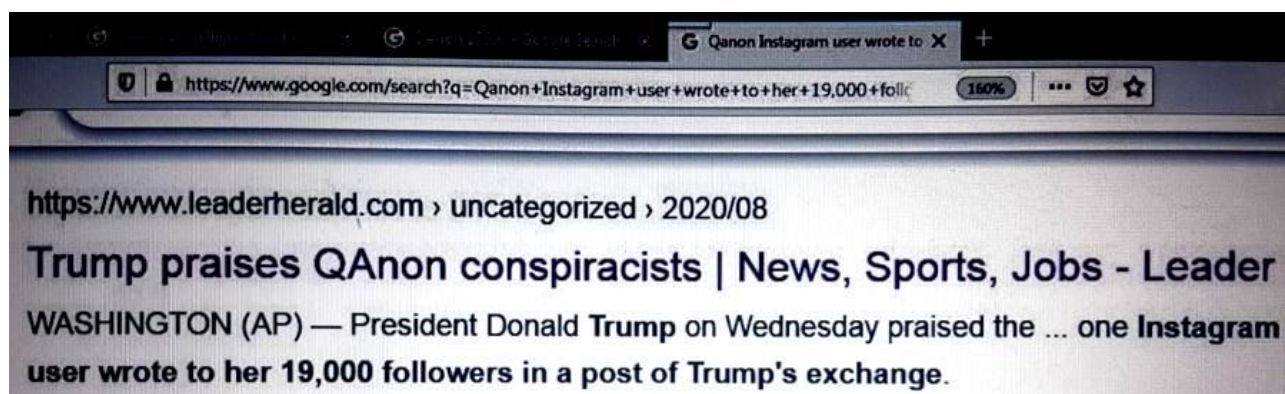 Qanon Instagram user wrote to
https://www.google.com/search?q=Qanon+Instagram+user+wrote+to+her+19,000+follo
160%
https://www.leaderherald.com › uncategorized › 2020/08
Trump praises QAnon conspiracists | News, Sports, Jobs - Leader
WASHINGTON (AP) — President Donald Trump on Wednesday praised the ... one Instagram
user wrote to her 19,000 followers in a post of Trump's exchange.